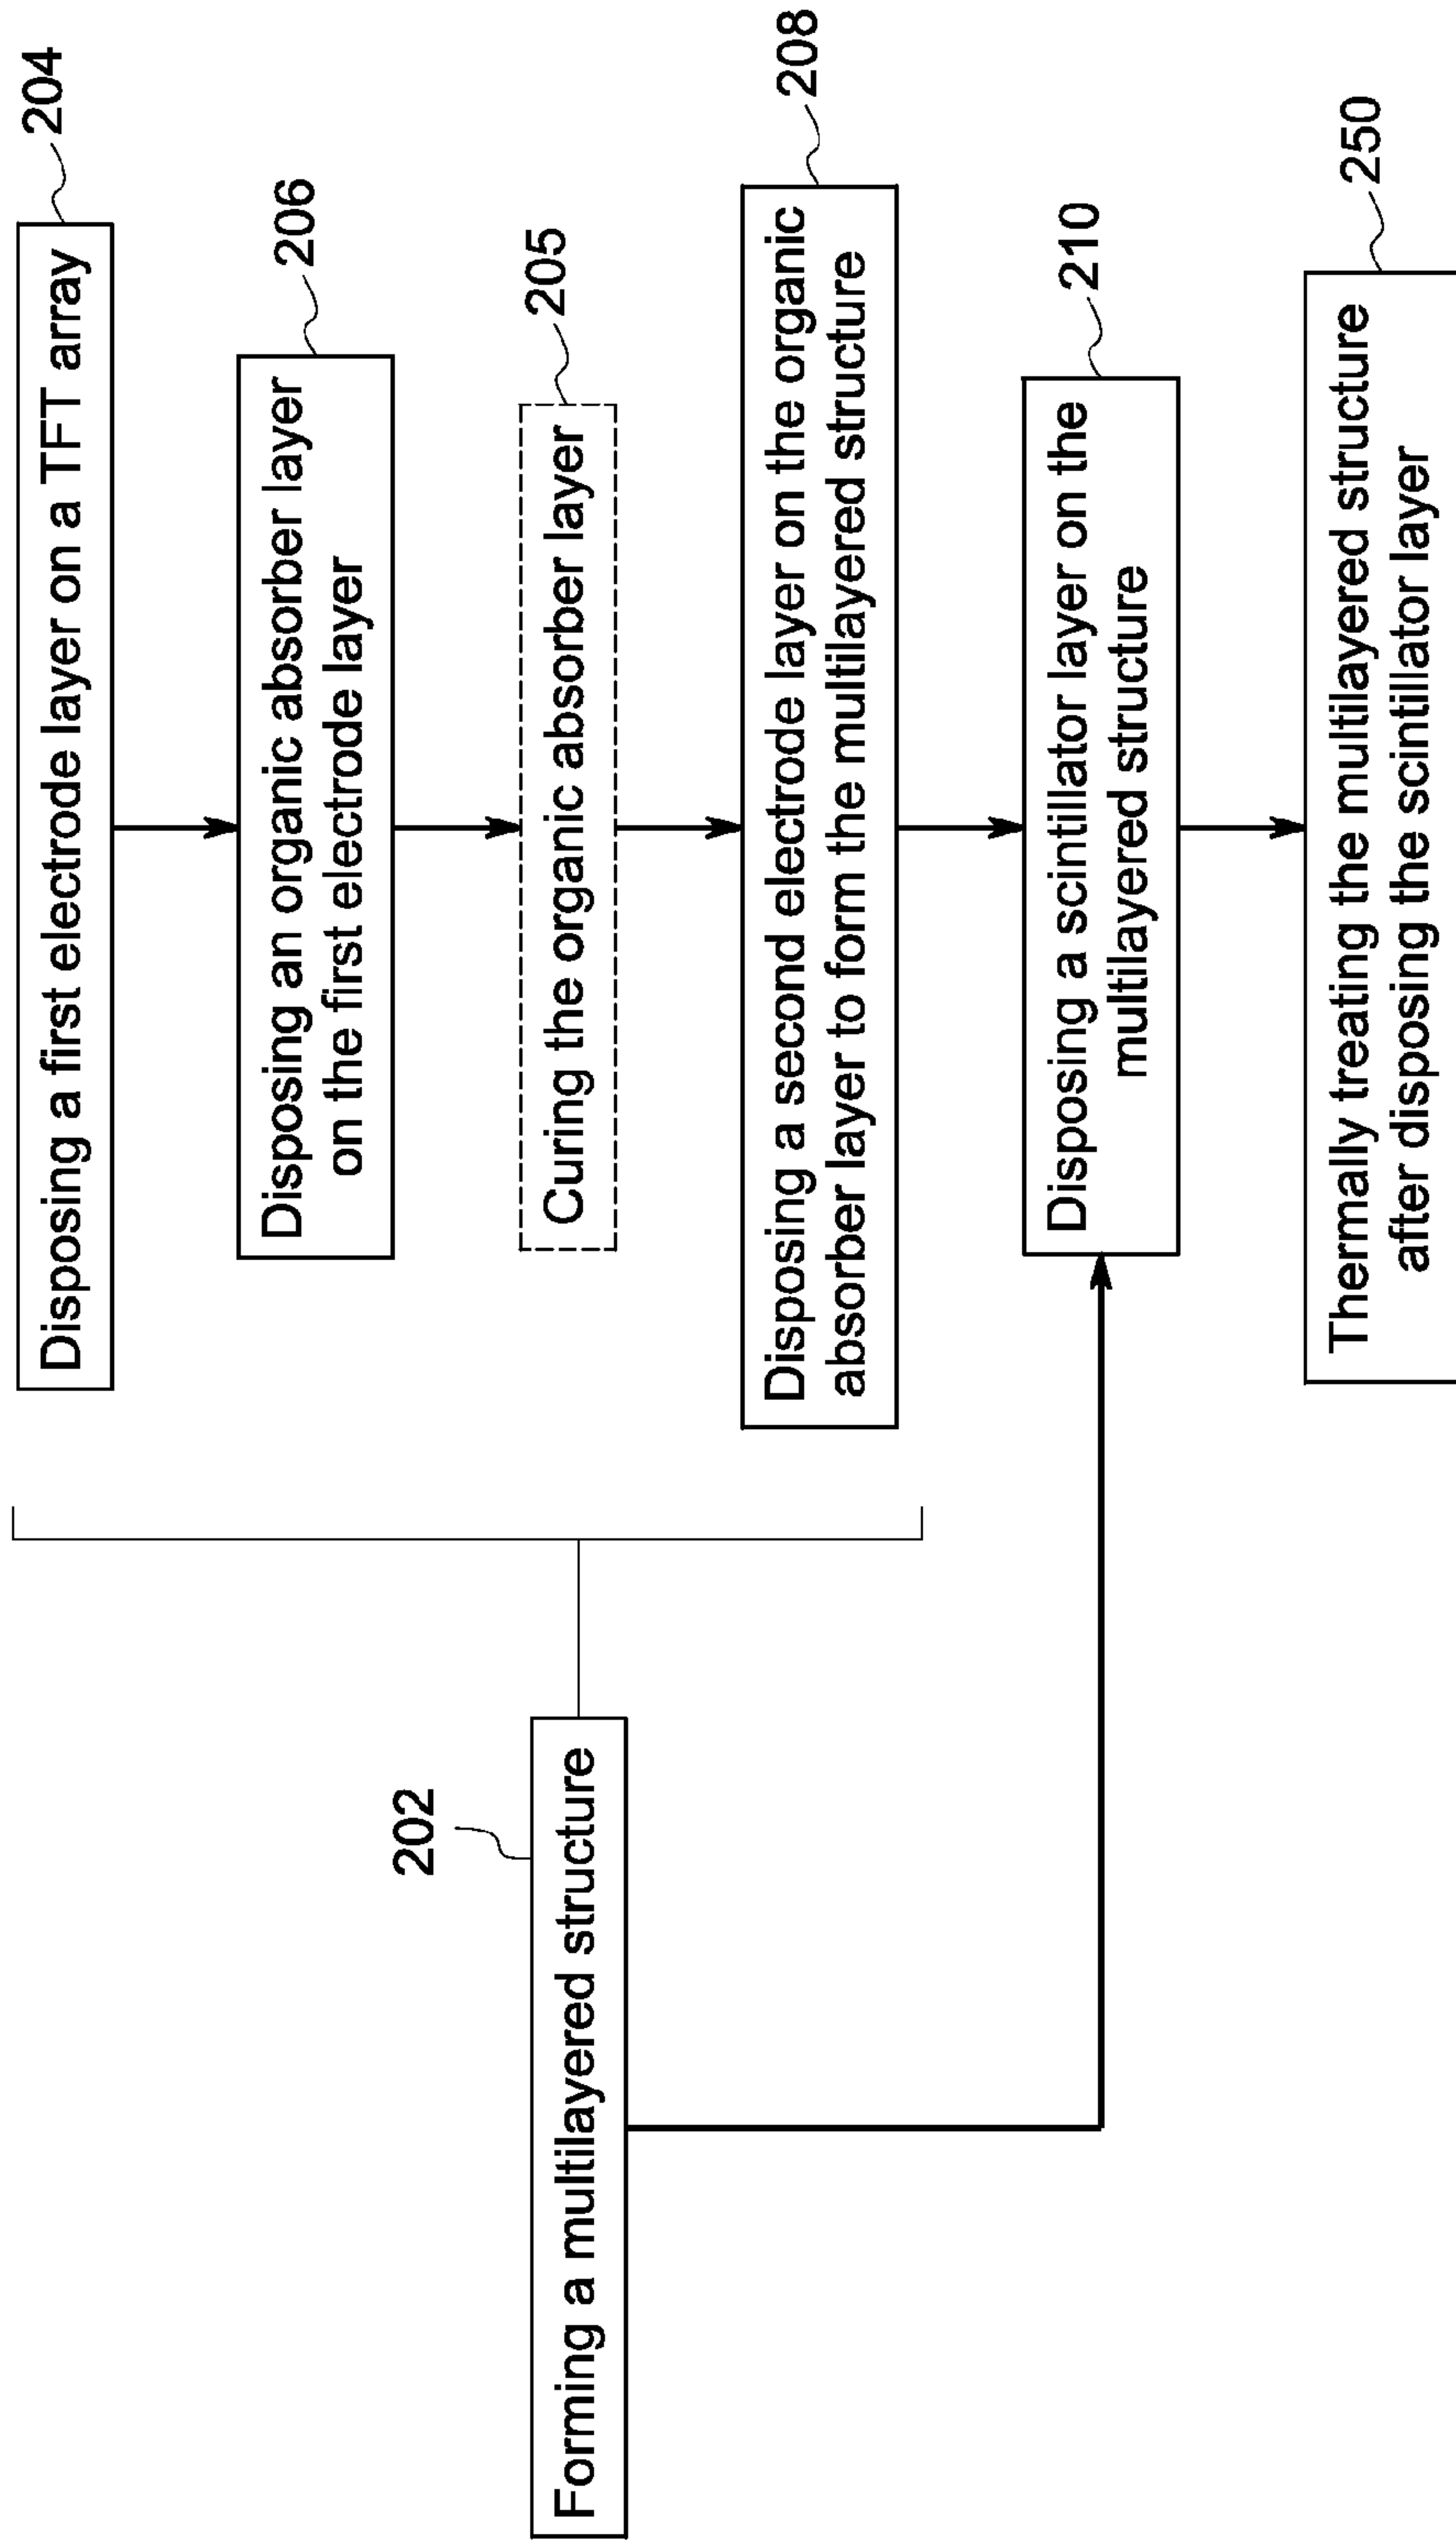 204
Disposing a first electrode layer on a TFT array
206
Disposing an organic absorber layer
on the first electrode layer
205
Curing the organic absorber layer
208
Disposing a second electrode layer on the organic
absorber layer to form the multilayered structure
202
Forming a multilayered structure
210
Disposing a scintillator layer on the
multilayered structure
250
Thermally treating the multilayered structure
after disposing the scintillator layer